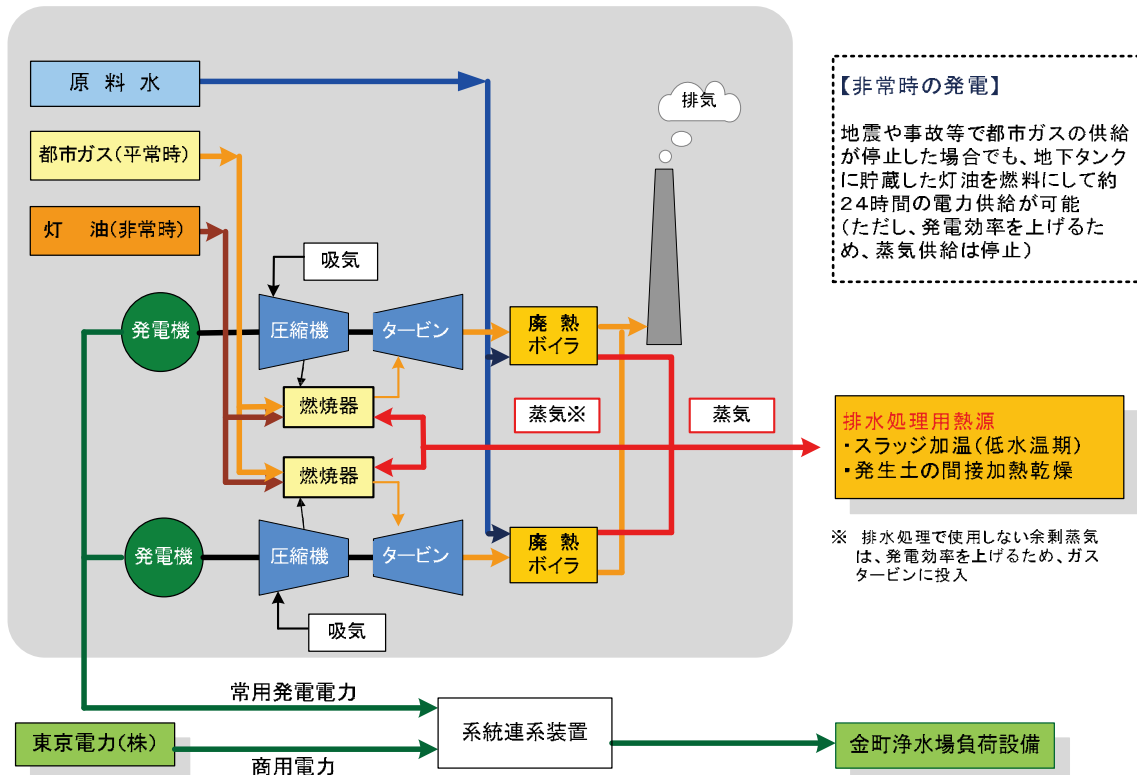 原 料 水
都市ガス(平常時)
灯 油(非常時)
排気
【非常時の発電】
地震や事故等で都市ガスの供給
が停止した場合でも、地下タンク
に貯蔵した灯油を燃料にして約
24時間の電力供給が可能
(ただし、発電効率を上げるた
め、蒸気供給は停止)
吸気
発電機
圧縮機
タービン
廃 熱
ボイラ
燃焼器
蒸気※
蒸気
排水処理用熱源
・スラッジ加温(低水温期)
・発生土の間接加熱乾燥
燃焼器
発電機
圧縮機
タービン
廃 熱
ボイラ
※ 排水処理で使用しない余剰蒸気
は、発電効率を上げるため、ガス
タービンに投入
吸気
常用発電電力
東京電力(株)
商用電力
系統連系装置
金町浄水場負荷設備